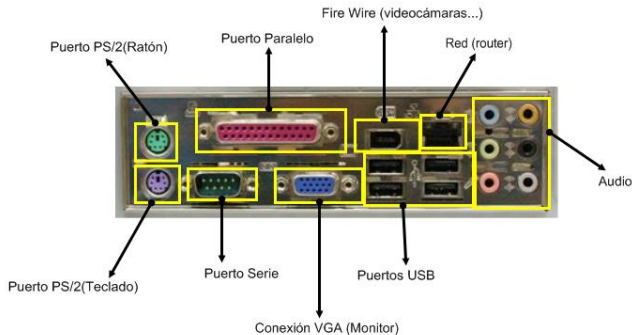 Fire Wire (videocámaras...)
Puerto PS/2(Ratón)
Puerto Paralelo
Red (router)
Audio
Puerto Serie
Puertos USB
Puerto PS/2(Teclado)
Conexión VGA (Monitor)